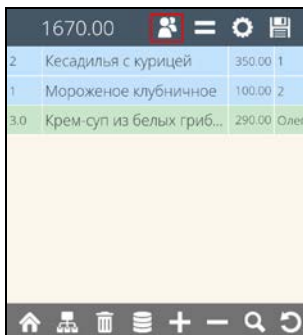 1670.00
2 Кесадилья с курицей 350.00 1
1 Мороженое клубничное 100.00 2
3.0 Крем-суп из белых гриб... 290.00 Олег